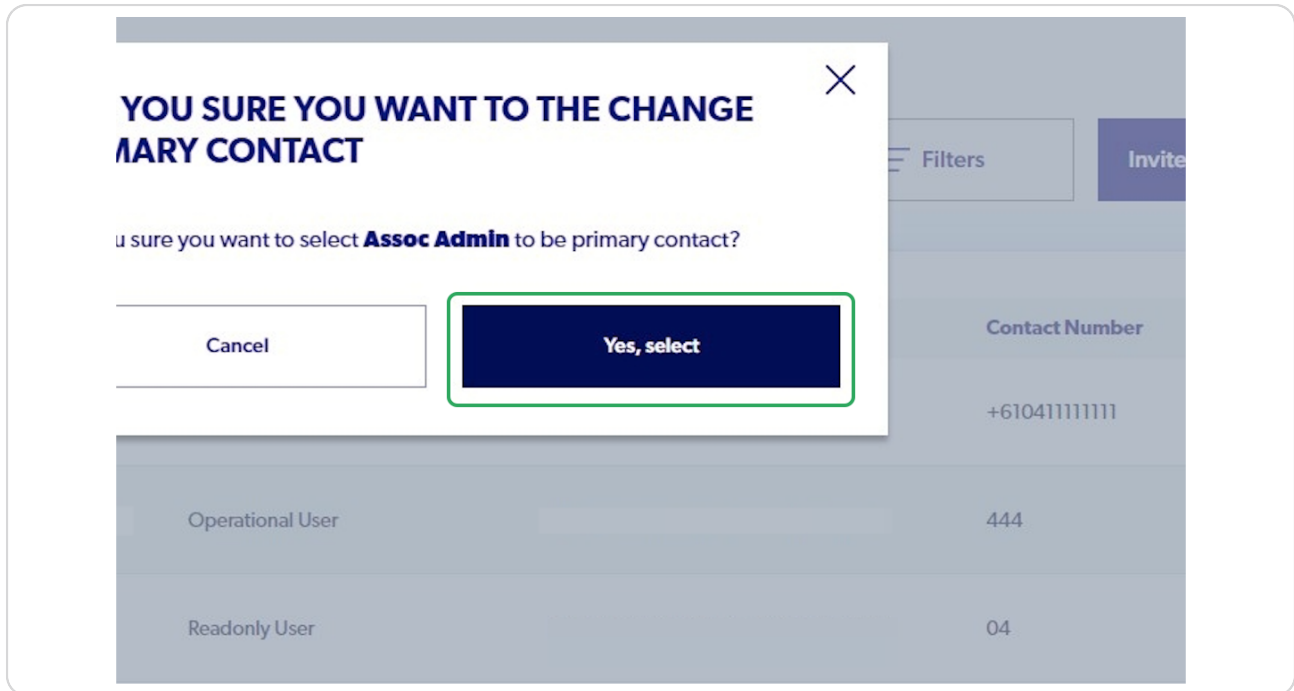 YOU SURE YOU WANT TO THE CHANGE
MARY CONTACT
u sure you want to select Assoc Admin to be primary contact?
Cancel
Yes, select
Filters
Invite
Contact Number
+610411111111
Operational User
444
Readonly User
04